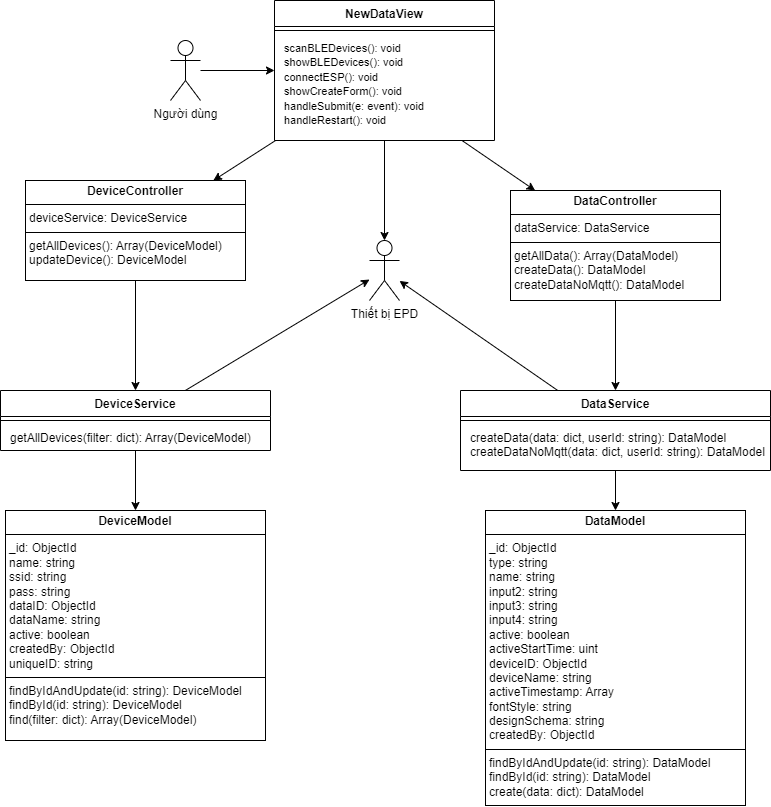 NewDataView
scanBLEDevices(): void
showBLEDevices(): void
connectESP(): void
showCreateForm(): void
handleSubmit(e: event): void
handleRestart(): void
Người dùng
DeviceController
deviceService: DeviceService
getAllDevices(): Array(DeviceModel)
updateDevice(): DeviceModel
DataController
dataService: DataService
getAllData(): Array(DataModel)
createData(): DataModel
createDataNoMqtt(): DataModel
Thiết bị EPD
DeviceService
getAllDevices(filter: dict): Array(DeviceModel)
DataService
createData(data: dict, userId: string): DataModel
createDataNoMqtt(data: dict, userId: string): DataModel
DeviceModel
_id: ObjectId
name: string
ssid: string
pass: string
dataID: ObjectId
dataName: string
active: boolean
createdBy: ObjectId
uniqueID: string
findByIdAndUpdate(id: string): DeviceModel
findById(id: string): DeviceModel
find(filter: dict): Array(DeviceModel)
DataModel
_id: ObjectId
type: string
name: string
input2: string
input3: string
input4: string
active: boolean
activeStartTime: uint
deviceID: ObjectId
deviceName: string
activeTimestamp: Array
fontStyle: string
designSchema: string
createdBy: ObjectId
findByIdAndUpdate(id: string): DataModel
findById(id: string): DataModel
create(data: dict): DataModel